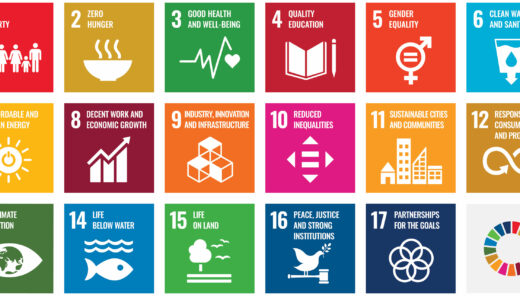 RTY
2 ZERO
HUNGER
3 GOOD HEALTH
AND WELL-BEING
4 QUALITY
EDUCATION
5 GENDER
EQUALITY
6 CLEAN WA
AND SANIT
RDABLE AND
N ENERGY
8 DECENT WORK AND
ECONOMIC GROWTH
9 INDUSTRY, INNOVATION
AND INFRASTRUCTURE
10 REDUCED
INEQUALITIES
11 SUSTAINABLE CITIES
AND COMMUNITIES
12 RESPONS
CONSUM
AND PRO
IMATE
TION
14 LIFE
BELOW WATER
15 LIFE
ON LAND
16 PEACE, JUSTICE
AND STRONG
INSTITUTIONS
17 PARTNERSHIPS
FOR THE GOALS